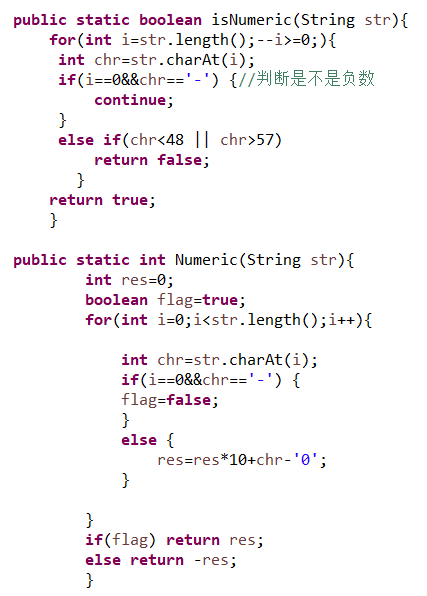 public static boolean isNumeric(String str){
for(int i=str.length();--i>=0;){
int chr=str.charAt(i);
if(i==0&&chr=='-') {//判断是不是负数
continue;
}
else if(chr<48 || chr>57)
return false;
}
return true;
}
public static int Numeric(String str){
int res=0;
boolean flag=true;
for(int i=0;i<str.length();i++){
int chr=str.charAt(i);
if(i==0&&chr=='-') {
flag=false;
}
else {
res=res*10+chr-'0';
}
}
if(flag) return res;
else return -res;
}